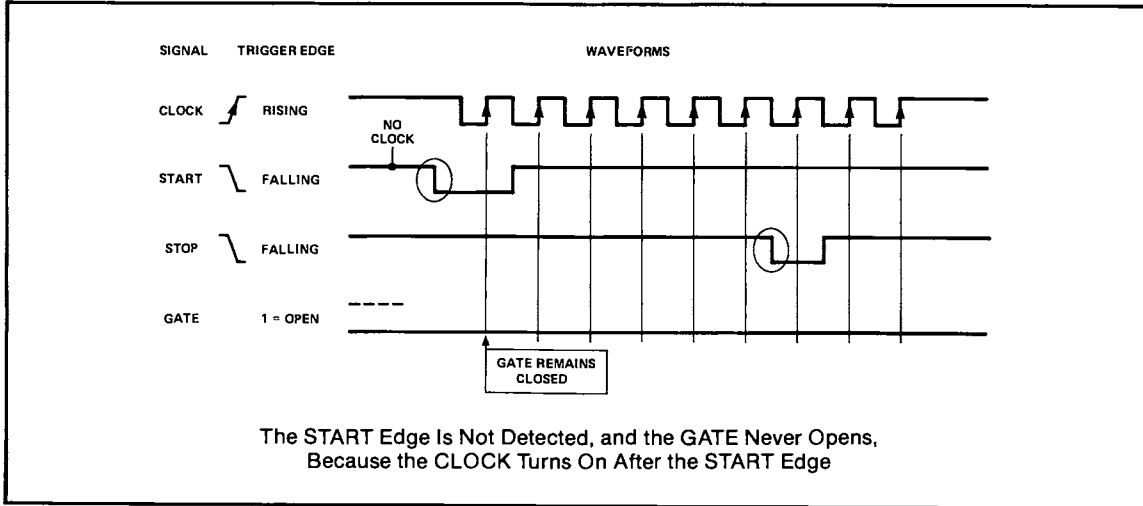 SIGNAL TRIGGER EDGE WAVEFORMS
CLOCK RISING
NO
CLOCK
START FALLING
STOP FALLING
GATE 1 = OPEN
GATE REMAINS
CLOSED
The START Edge Is Not Detected, and the GATE Never Opens,
Because the CLOCK Turns On After the START Edge